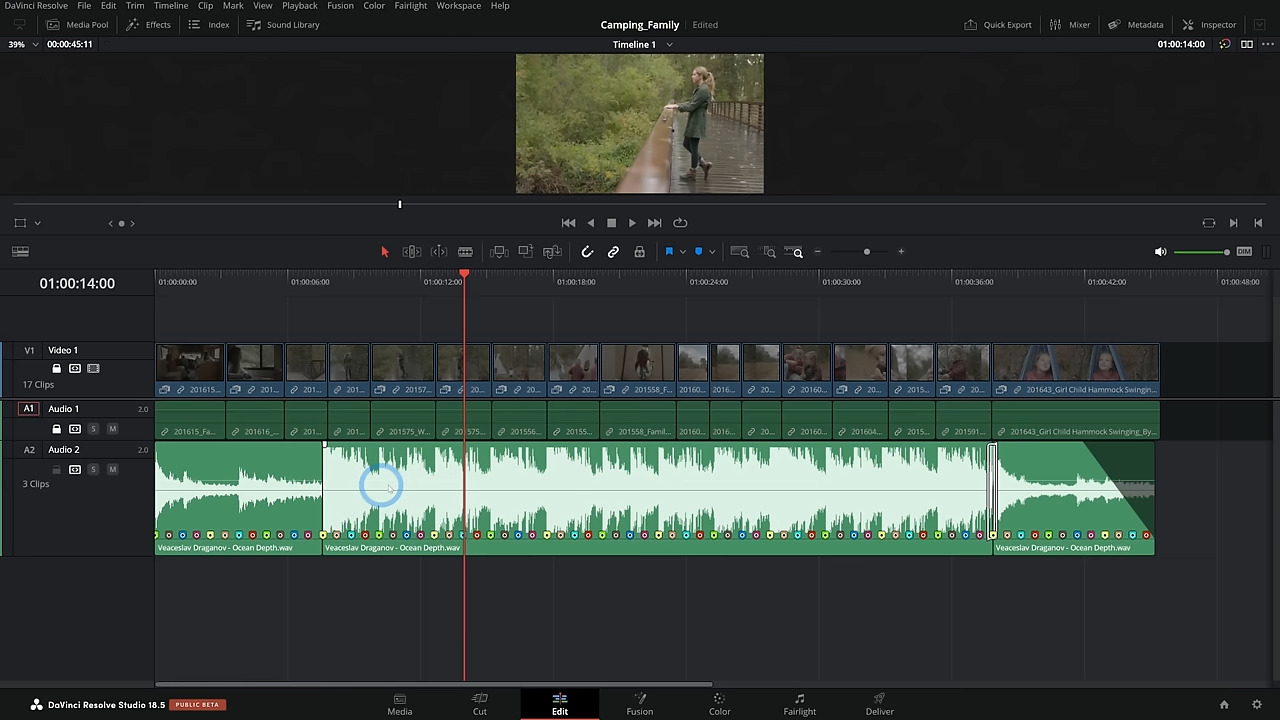 DaVinci Resolve File Edit Trim Timeline Clip Mark View Playback Fusion Color Fairlight Workspace Help
Media Pool Effects Index Sound Library Camping_Family Edited Quick Export Mixer Metadata Inspector
39% 00:00:45:11 Timeline 1 01:00:14:00
DIM
01:00:14:00 01:00:00:00 01:00:06:00 01:00:12:00 01:00:18:00 01:00:24:00 01:00:30:00 01:00:36:00 01:00:42:00 01:00:48:00
V1 Video 1
17 Clips 201615... 201... 201... 201... 20157... 20... 20... 20... 201558_F... 20160... 2016... 20... 20160... 20... 2015... 20... 201643_Girl Child Hammock Swingin...
A1 Audio 1 2.0
S M 201615_Fa... 201616_... 201... 201... 201575_W... 201575... 201556... 20155... 201558_Famil... 20160... 2016... 201... 20160... 201604... 2015... 201591... 201643_Girl Child Hammock Swinging_By...
A2 Audio 2 2.0
S M
3 Clips
Veaceslav Draganov - Ocean Depth.wav Veaceslav Draganov - Ocean Depth.wav Veaceslav Draganov - Ocean Depth.wav
DaVinci Resolve Studio 18.5 PUBLIC BETA Media Cut Edit Fusion Color Fairlight Deliver